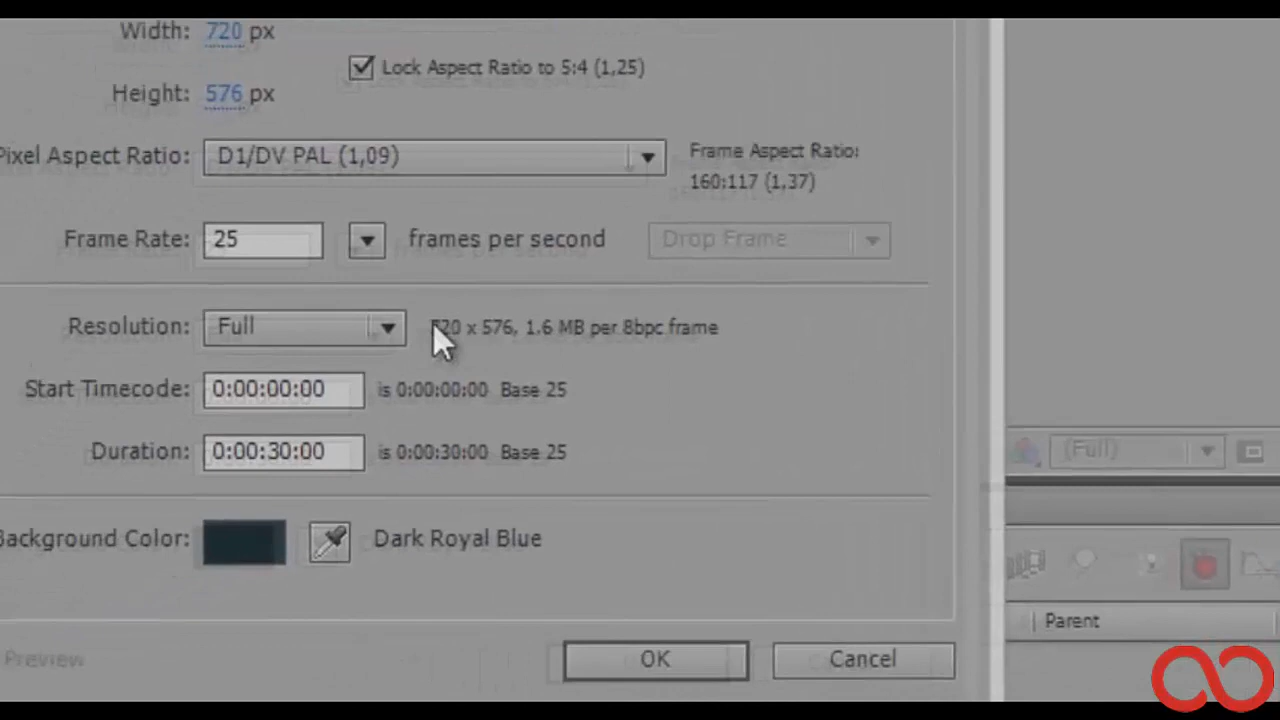 Width: 720 px
Lock Aspect Ratio to 5:4 (1,25)
Height: 576 px
Pixel Aspect Ratio: D1/DV PAL (1,09)
Frame Aspect Ratio:
160:117 (1,37)
Frame Rate: 25 frames per second Drop Frame
Resolution: Full 720 x 576, 1.6 MB per 8bpc frame
Start Timecode: 0:00:00:00 is 0:00:00:00 Base 25
Duration: 0:00:30:00 is 0:00:30:00 Base 25
(Full)
Background Color: Dark Royal Blue
Parent
Preview OK Cancel